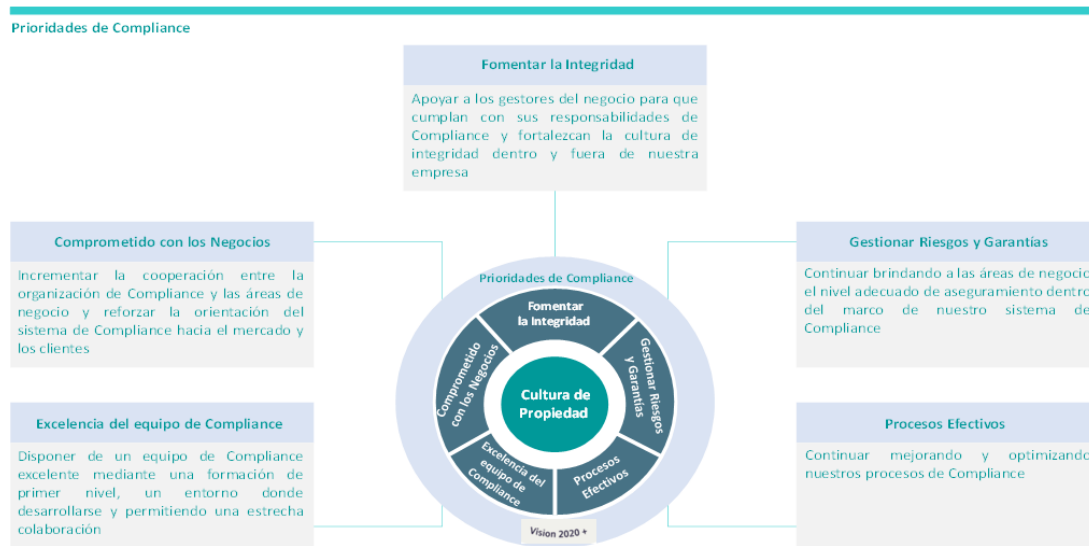 Prioridades de Compliance
Fomentar la Integridad
Apoyar a los gestores del negocio para que
cumplan con sus responsabilidades de
Compliance y fortalezcan la cultura de
integridad dentro y fuera de nuestra
empresa
Comprometido con los Negocios
Incrementar la cooperación entre la
organización de Compliance y las áreas de
negocio y reforzar la orientación del
sistema de Compliance hacia el mercado y
los clientes
Gestionar Riesgos y Garantías
Continuar brindando a las áreas de negocio
el nivel adecuado de aseguramiento dentro
del marco de nuestro sistema de
Compliance
Prioridades de Compliance
Fomentar
la Integridad
Comprometido
con los Negocios
Gestionar Riesgos
y Garantías
Cultura de
Propiedad
Excelencia del
equipo de
Compliance
Procesos
Efectivos
Vision 2020 +
Excelencia del equipo de Compliance
Disponer de un equipo de Compliance
excelente mediante una formación de
primer nivel, un entorno donde
desarrollarse y permitiendo una estrecha
colaboración
Procesos Efectivos
Continuar mejorando y optimizando
nuestros procesos de Compliance